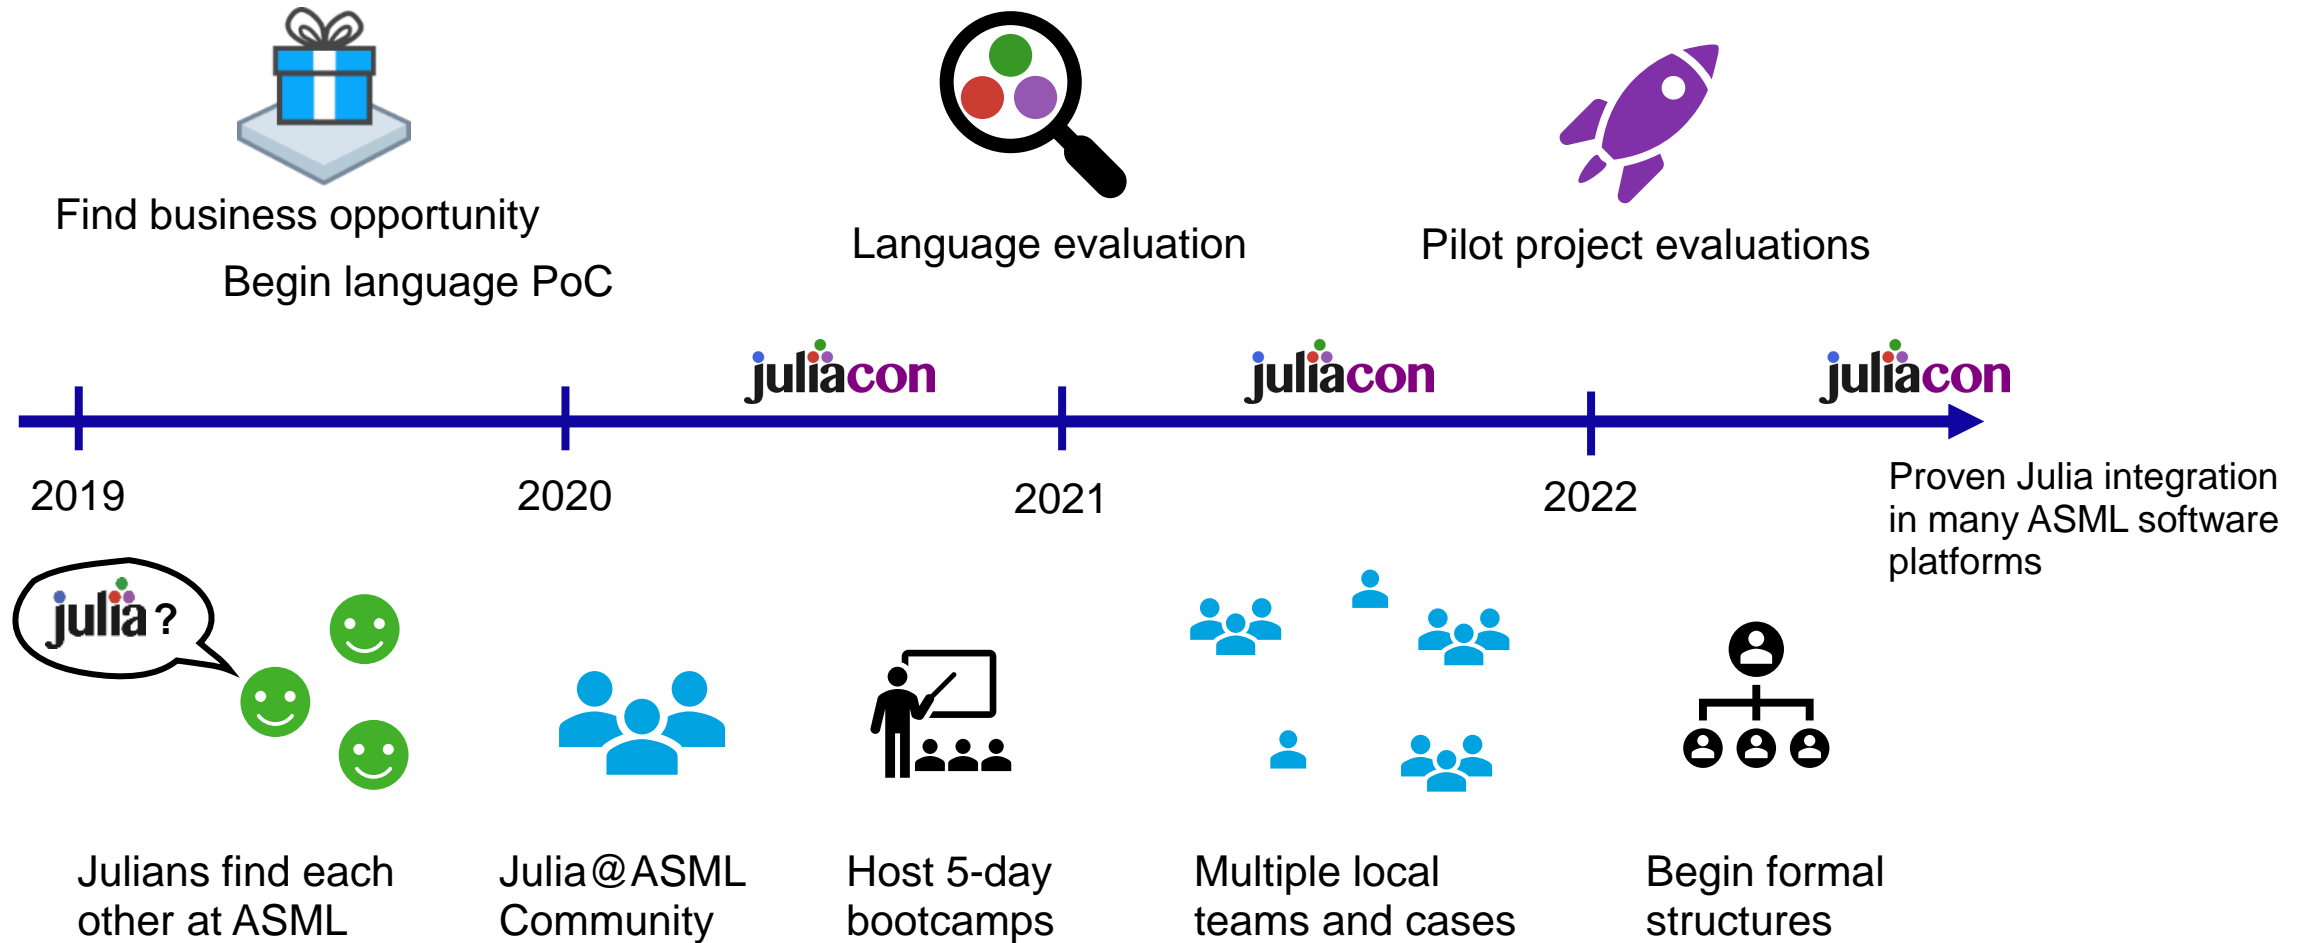 Find business opportunity
Begin language PoC
Language evaluation
Pilot project evaluations
juliacon
juliacon
juliacon
2019
2020
2021
2022
Proven Julia integration
in many ASML software
platforms
julia ?
Julians find each
other at ASML
Julia@ASML
Community
Host 5-day
bootcamps
Multiple local
teams and cases
Begin formal
structures